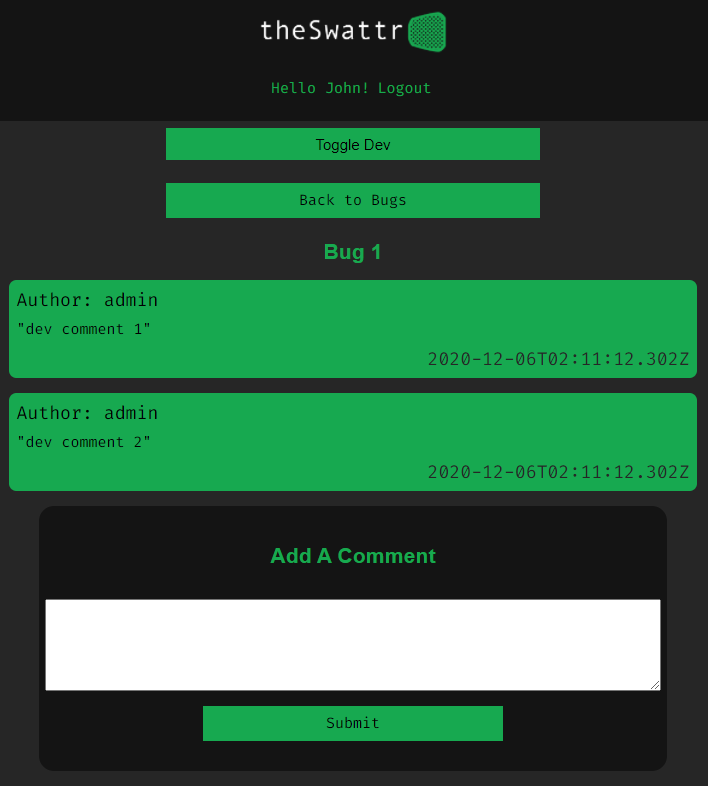 theSwattr
Hello John! Logout
Toggle Dev
Back to Bugs
Bug 1
Author: admin
"dev comment 1"
2020-12-06T02:11:12.302Z
Author: admin
"dev comment 2"
2020-12-06T02:11:12.302Z
Add A Comment
Submit